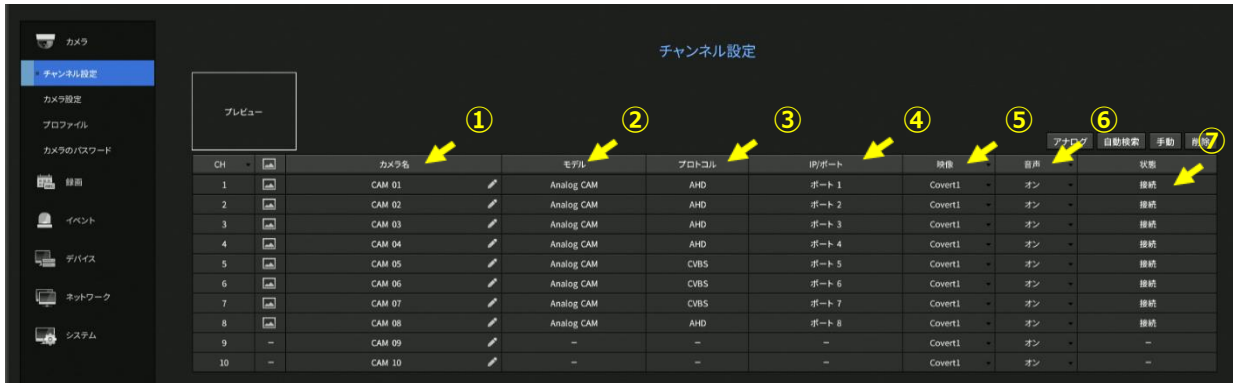 カメラ
チャンネル設定
カメラ設定
プロファイル
カメラのパスワード
録画
イベント
デバイス
ネットワーク
システム
チャンネル設定
プレビュー
① ② ③ ④ ⑤ ⑥ ⑦
アナログ 自動検索 手動 削除
CH カメラ名 モデル プロトコル IP/ポート 映像 音声 状態
1 CAM 01 Analog CAM AHD ポート 1 Covert1 オン 接続
2 CAM 02 Analog CAM AHD ポート 2 Covert1 オン 接続
3 CAM 03 Analog CAM AHD ポート 3 Covert1 オン 接続
4 CAM 04 Analog CAM AHD ポート 4 Covert1 オン 接続
5 CAM 05 Analog CAM CVBS ポート 5 Covert1 オン 接続
6 CAM 06 Analog CAM CVBS ポート 6 Covert1 オン 接続
7 CAM 07 Analog CAM CVBS ポート 7 Covert1 オン 接続
8 CAM 08 Analog CAM AHD ポート 8 Covert1 オン 接続
9 – CAM 09 – – – Covert1 オン –
10 – CAM 10 – – – Covert1 オン –